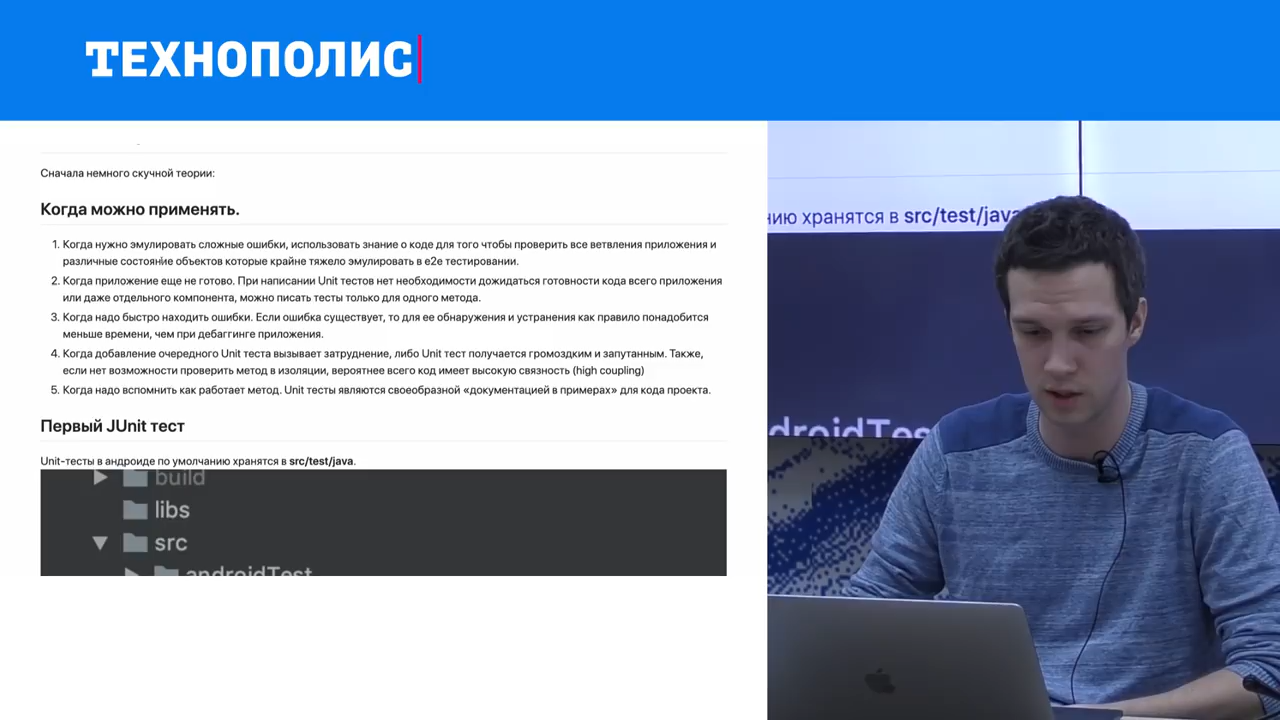 ТЕХНОПОЛИС
Сначала немного скучной теории:
Когда можно применять.
1. Когда нужно эмулировать сложные ошибки, использовать знание о коде для того чтобы проверить все ветвления приложения и
различные состояние объектов которые крайне тяжело эмулировать в e2e тестировании.
2. Когда приложение еще не готово. При написании Unit тестов нет необходимости дожидаться готовности кода всего приложения
или даже отдельного компонента, можно писать тесты только для одного метода.
3. Когда надо быстро находить ошибки. Если ошибка существует, то для ее обнаружения и устранения как правило понадобится
меньше времени, чем при дебаггинге приложения.
4. Когда добавление очередного Unit теста вызывает затруднение, либо Unit тест получается громоздким и запутанным. Также,
если нет возможности проверить метод в изоляции, вероятнее всего код имеет высокую связность (high coupling)
5. Когда надо вспомнить как работает метод. Unit тесты являются своеобразной «документацией в примерах» для кода проекта.
Первый JUnit тест
Unit-тесты в андроиде по умолчанию хранятся в src/test/java.
build
libs
src
androidTest
нию хранятся в src/test/java
droidTes